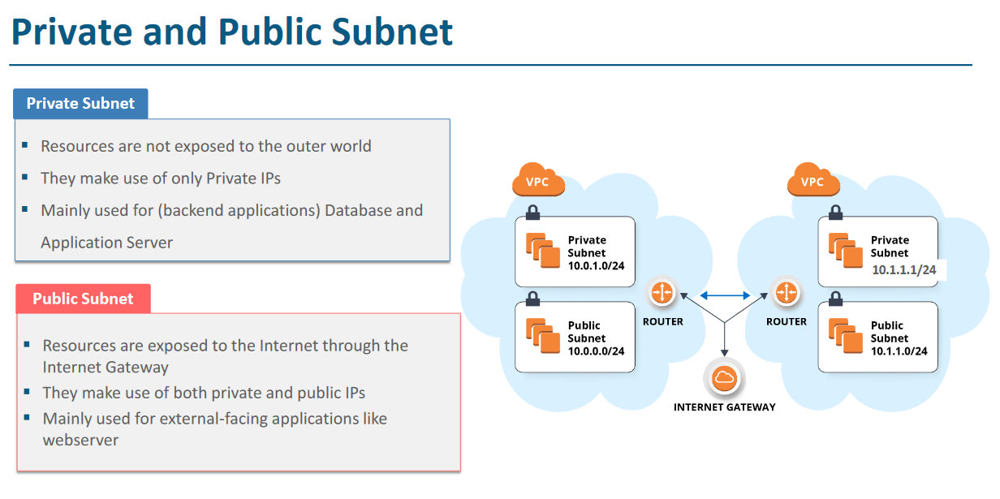 Private and Public Subnet
Private Subnet
Resources are not exposed to the outer world
They make use of only Private IPs
Mainly used for (backend applications) Database and
Application Server
Public Subnet
Resources are exposed to the Internet through the
Internet Gateway
They make use of both private and public IPs
Mainly used for external-facing applications like
webserver
VPC
Private
Subnet
10.0.1.0/24
Public
Subnet
10.0.0.0/24
ROUTER
INTERNET GATEWAY
ROUTER
VPC
Private
Subnet
10.1.1.1/24
Public
Subnet
10.1.1.0/24